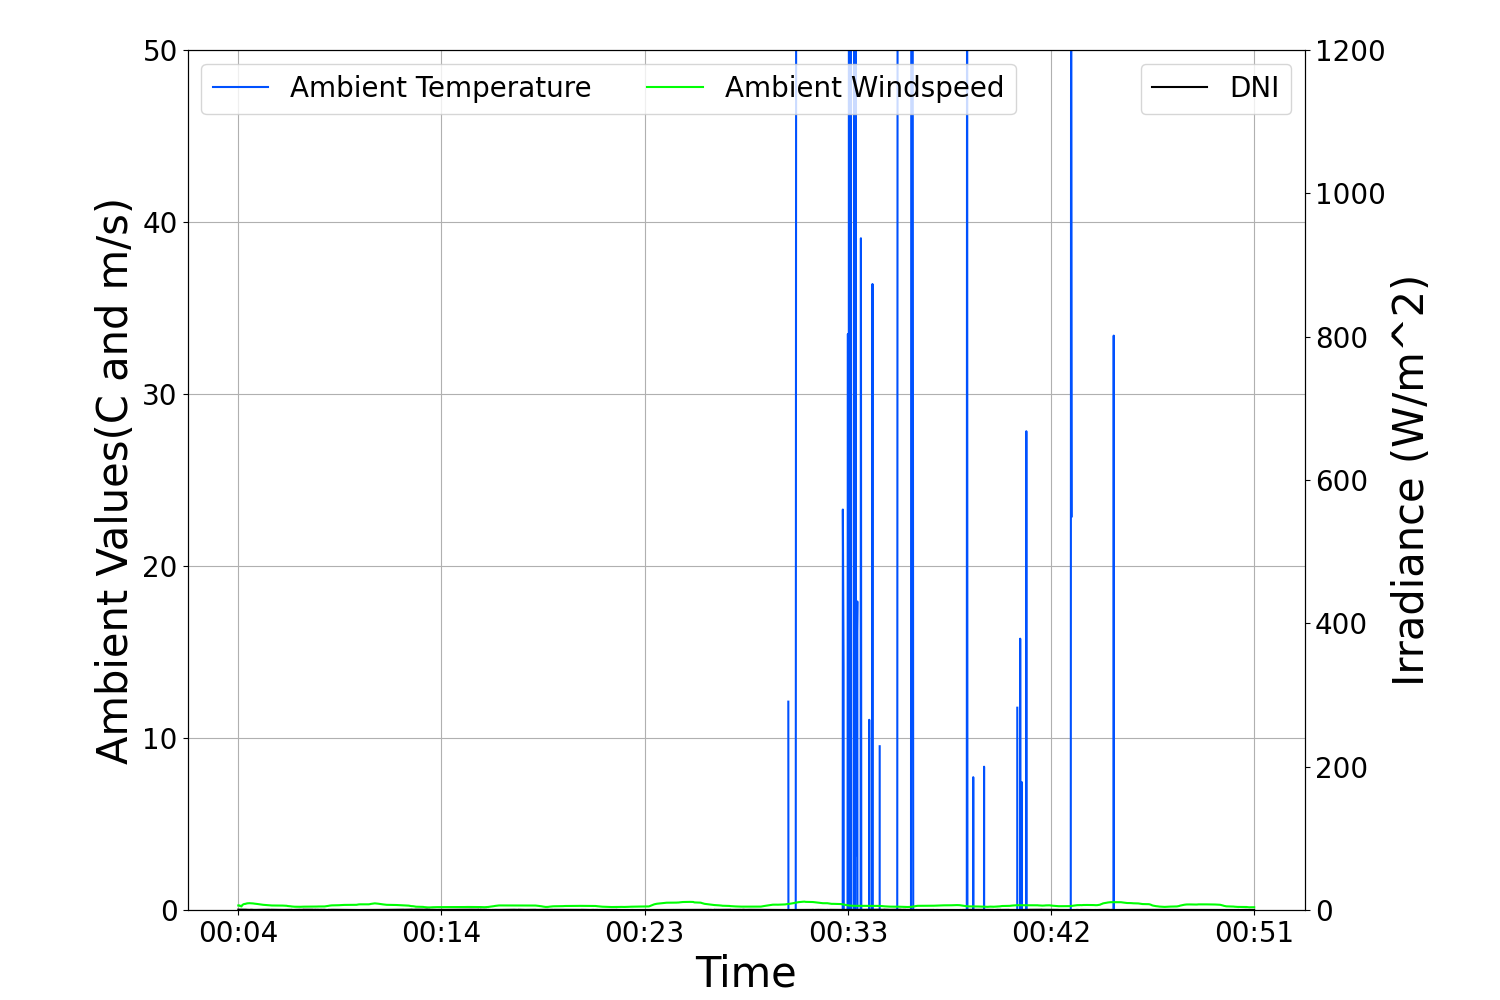 Ambient Temperature
Ambient Windspeed
DNI
Ambient Values(C and m/s)
50
40
30
20
10
0
1200
1000
800
600
400
200
0
Irradiance (W/m^2)
00:04 00:14 00:23 00:33 00:42 00:51
Time